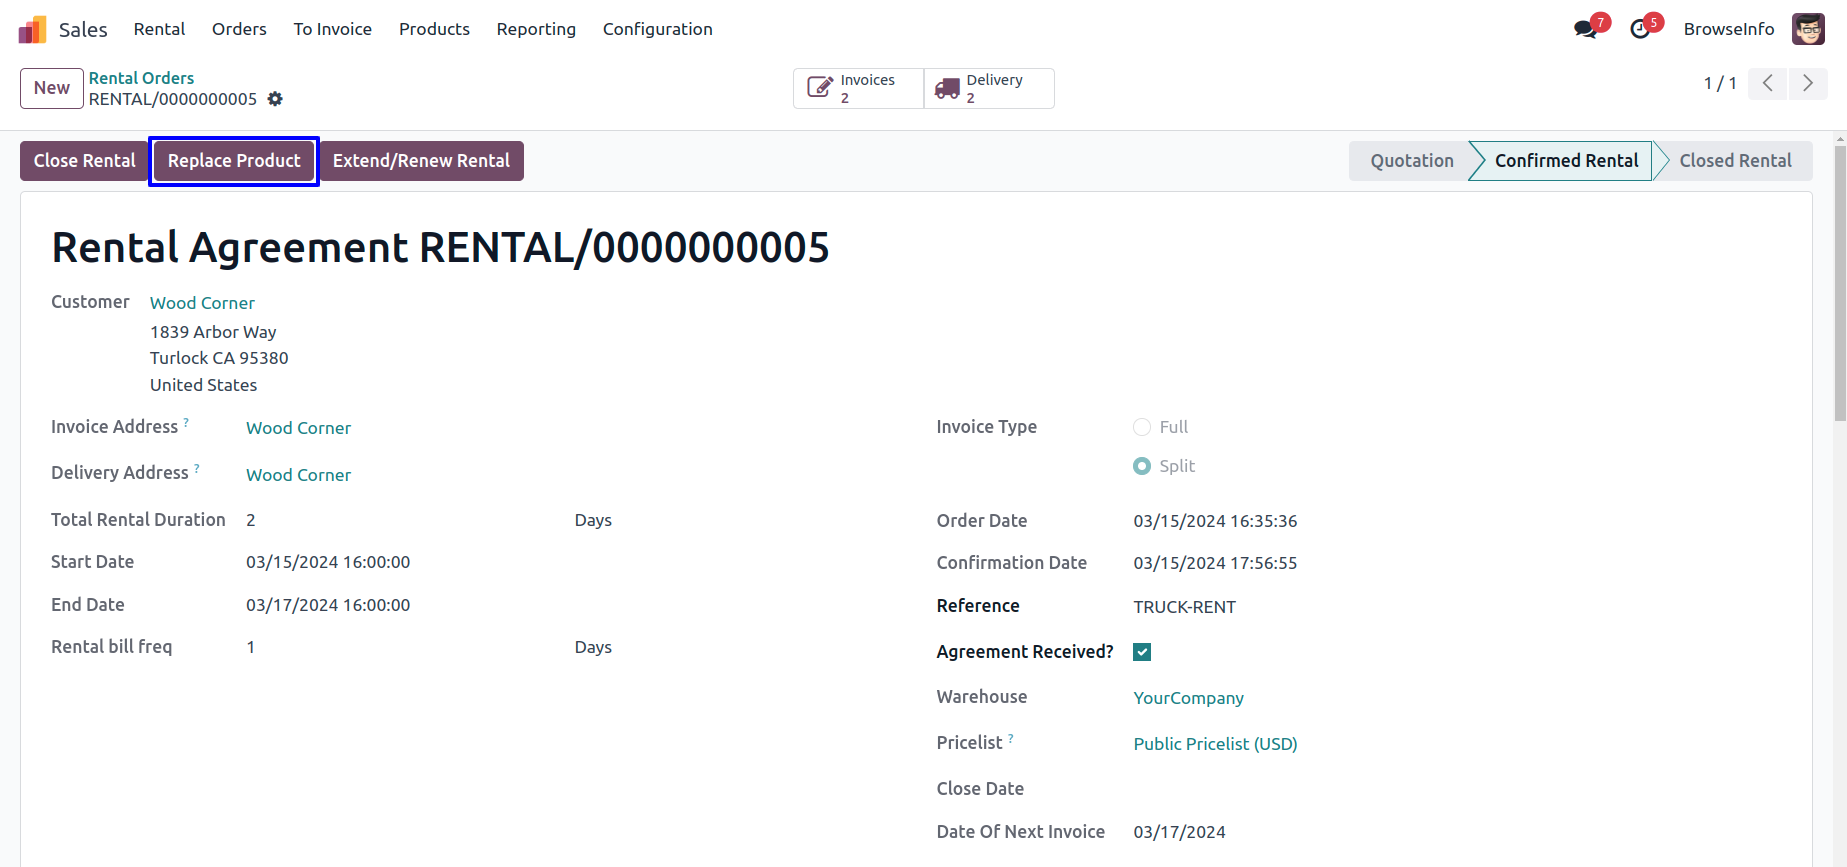 Sales Rental Orders To Invoice Products Reporting Configuration 7 5 BrowseInfo
New
Rental Orders
RENTAL/0000000005
Invoices
2
Delivery
2
1 / 1
Close Rental Replace Product Extend/Renew Rental Quotation Confirmed Rental Closed Rental
Rental Agreement RENTAL/0000000005
Customer Wood Corner
1839 Arbor Way
Turlock CA 95380
United States
Invoice Address ? Wood Corner
Delivery Address ? Wood Corner
Total Rental Duration 2 Days
Start Date 03/15/2024 16:00:00
End Date 03/17/2024 16:00:00
Rental bill freq 1 Days
Invoice Type Full
Split
Order Date 03/15/2024 16:35:36
Confirmation Date 03/15/2024 17:56:55
Reference TRUCK-RENT
Agreement Received?
Warehouse YourCompany
Pricelist ? Public Pricelist (USD)
Close Date
Date Of Next Invoice 03/17/2024